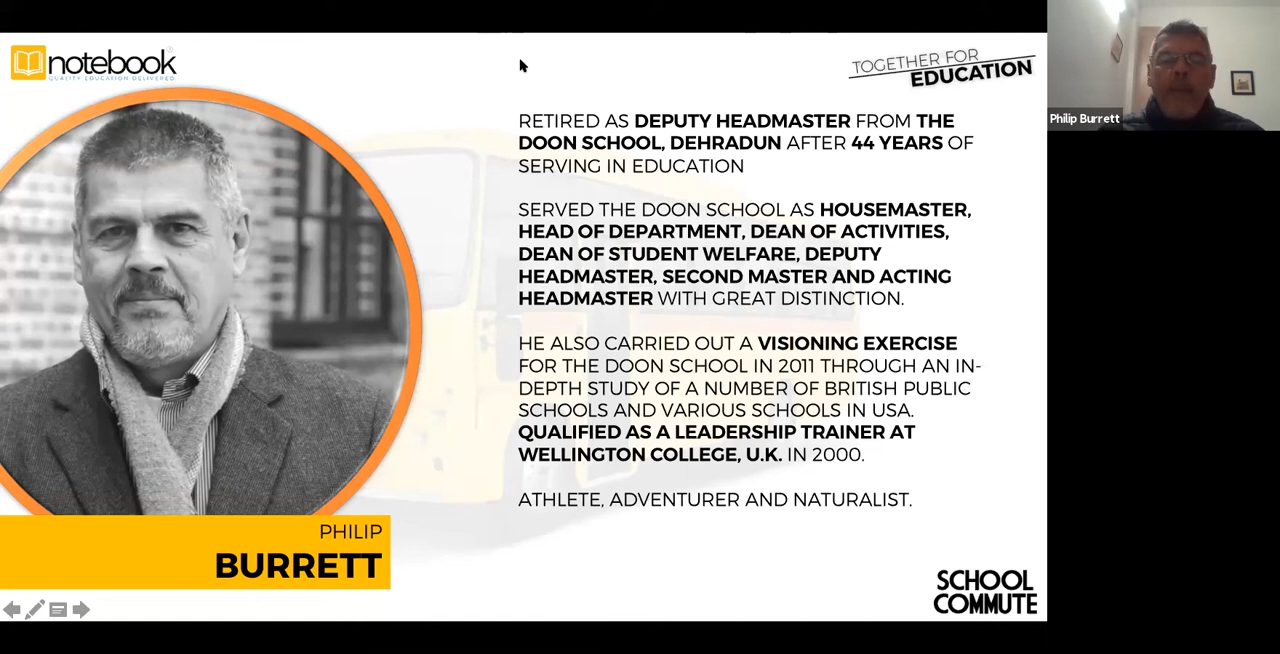 notebook
QUALITY EDUCATION DELIVERED
TOGETHER FOR
EDUCATION
RETIRED AS DEPUTY HEADMASTER FROM THE
DOON SCHOOL, DEHRADUN AFTER 44 YEARS OF
SERVING IN EDUCATION
SERVED THE DOON SCHOOL AS HOUSEMASTER,
HEAD OF DEPARTMENT, DEAN OF ACTIVITIES,
DEAN OF STUDENT WELFARE, DEPUTY
HEADMASTER, SECOND MASTER AND ACTING
HEADMASTER WITH GREAT DISTINCTION.
HE ALSO CARRIED OUT A VISIONING EXERCISE
FOR THE DOON SCHOOL IN 2011 THROUGH AN IN-
DEPTH STUDY OF A NUMBER OF BRITISH PUBLIC
SCHOOLS AND VARIOUS SCHOOLS IN USA.
QUALIFIED AS A LEADERSHIP TRAINER AT
WELLINGTON COLLEGE, U.K. IN 2000.
ATHLETE, ADVENTURER AND NATURALIST.
PHILIP
BURRETT
SCHOOL
COMMUTE
Philip Burrett